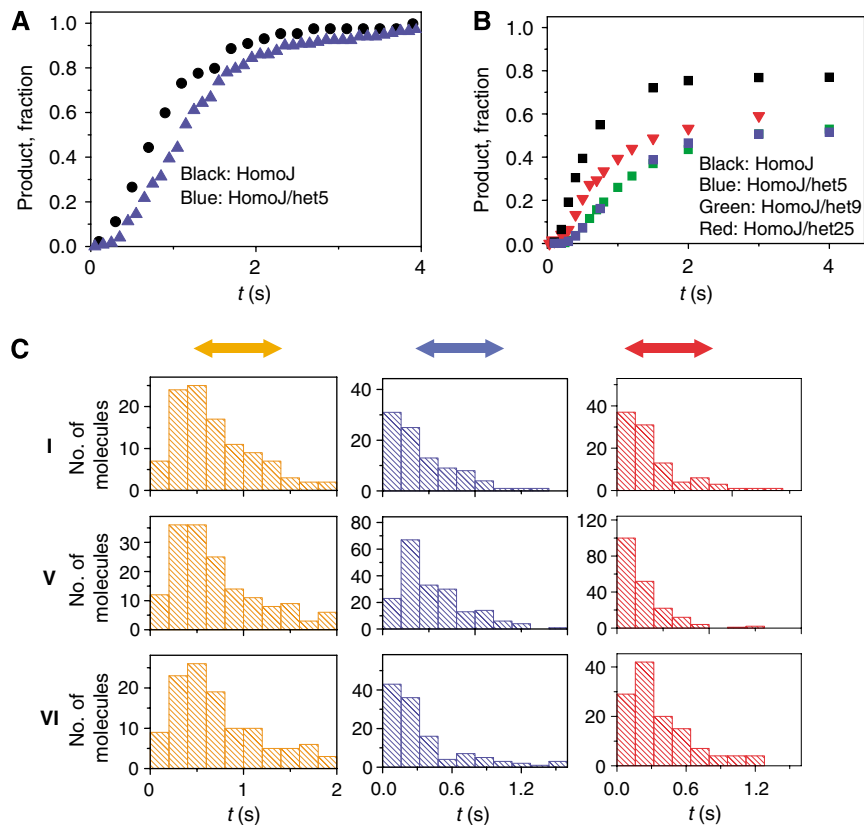 A
B
Product, fraction
1.0
0.8
0.6
0.4
0.2
0.0
0
2
4
t (s)
Black: HomoJ
Blue: HomoJ/het5
Product, fraction
1.0
0.8
0.6
0.4
0.2
0.0
0
2
4
t (s)
Black: HomoJ
Blue: HomoJ/het5
Green: HomoJ/het9
Red: HomoJ/het25
C
I
No. of
molecules
20
10
0
40
20
0
40
20
0
V
No. of
molecules
30
20
10
0
80
60
40
20
0
120
80
40
0
VI
No. of
molecules
20
10
0
40
20
0
40
20
0
0
1
2
0.0
0.6
1.2
0.0
0.6
1.2
t (s)
t (s)
t (s)